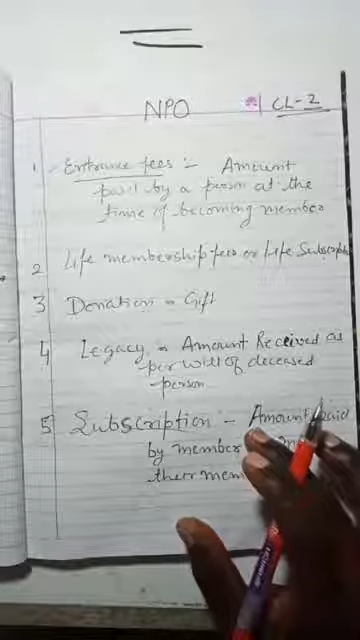 NPO
CL-2
1 Entrance fees :- Amount
paid by a person at the
time of becoming member
2 Life membership fees or Life
3 Donation = Gift
4 Legacy = Amount Received as
per will of deceased
person
5 Subscription - Amount paid
by member
their mem